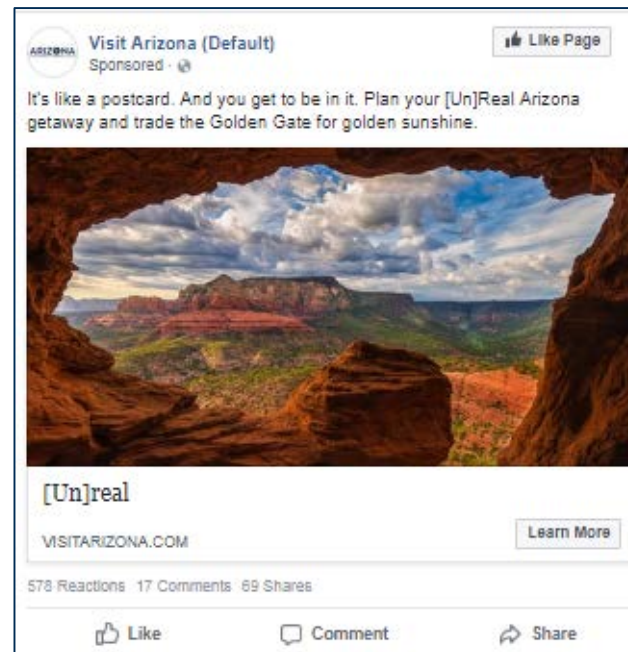 ARIZONA
Visit Arizona (Default)
Like Page
Sponsored ·
It's like a postcard. And you get to be in it. Plan your [Un]Real Arizona
getaway and trade the Golden Gate for golden sunshine.
[Un]real
VISITARIZONA.COM
Learn More
578 Reactions 17 Comments 69 Shares
Like Comment Share